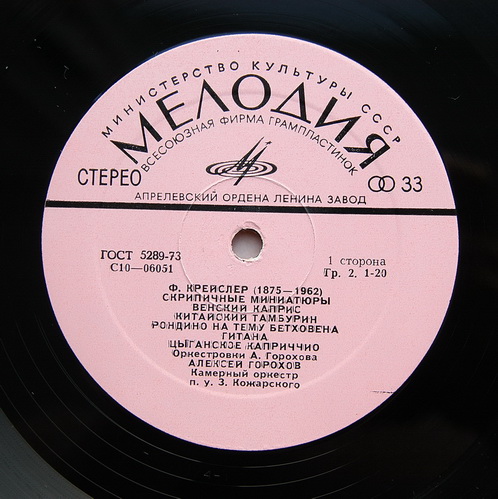 МИНИСТЕРСТВО КУЛЬТУРЫ СССР
МЕЛОДИЯ
ВСЕСОЮЗНАЯ ФИРМА ГРАМПЛАСТИНОК
СТЕРЕО
33
АПРЕЛЕВСКИЙ ОРДЕНА ЛЕНИНА ЗАВОД
ГОСТ 5289-73
С10—06051
1 сторона
Гр. 2. 1-20
Ф. КРЕЙСЛЕР (1875—1962)
СКРИПИЧНЫЕ МИНИАТЮРЫ
ВЕНСКИЙ КАПРИС
КИТАЙСКИЙ ТАМБУРИН
РОНДИНО НА ТЕМУ БЕТХОВЕНА
ГИТАНА
ЦЫГАНСКОЕ КАПРИЧЧИО
Оркестровки А. Горохова
АЛЕКСЕЙ ГОРОХОВ
Камерный оркестр
п. у. З. Кожарского